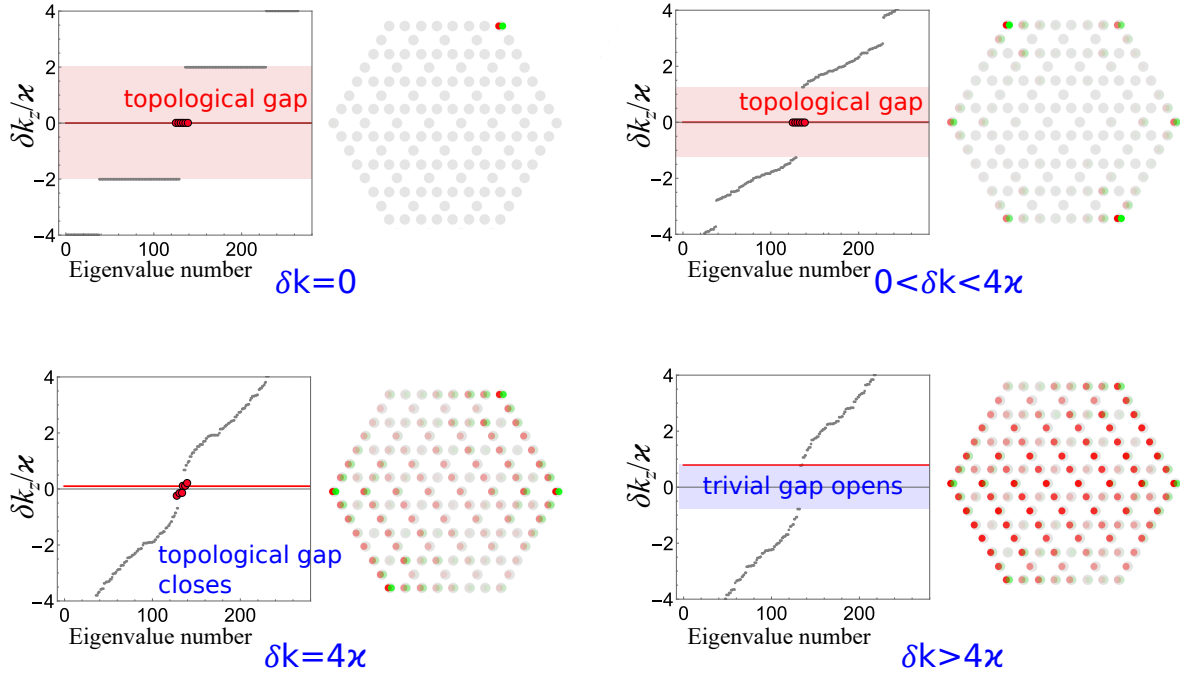 4
2
0
−2
−4
δk_z/ϰ
topological gap
0
100
200
Eigenvalue number
δk=0
4
2
0
−2
−4
δk_z/ϰ
topological gap
0
100
200
Eigenvalue number
0<δk<4ϰ
4
2
0
−2
−4
δk_z/ϰ
topological gap
closes
0
100
200
Eigenvalue number
δk=4ϰ
4
2
0
−2
−4
δk_z/ϰ
trivial gap opens
0
100
200
Eigenvalue number
δk>4ϰ